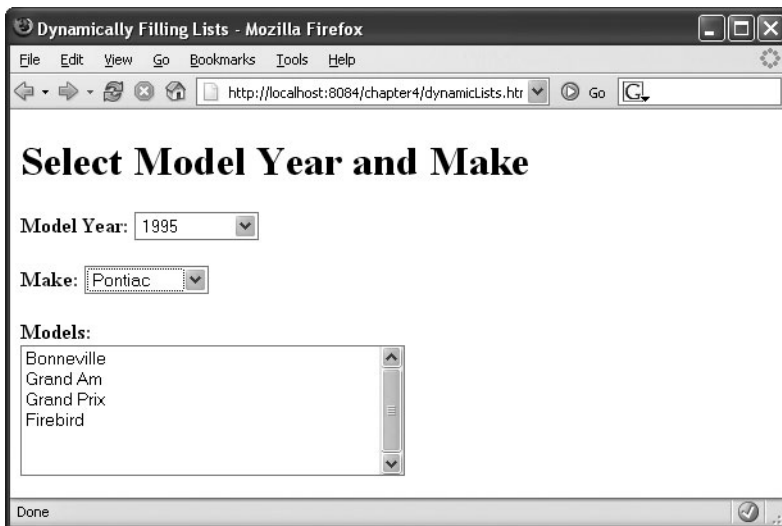 Dynamically Filling Lists - Mozilla Firefox
File Edit View Go Bookmarks Tools Help
http://localhost:8084/chapter4/dynamicLists.htr Go G
Select Model Year and Make
Model Year: 1995
Make: Pontiac
Models:
Bonneville
Grand Am
Grand Prix
Firebird
Done